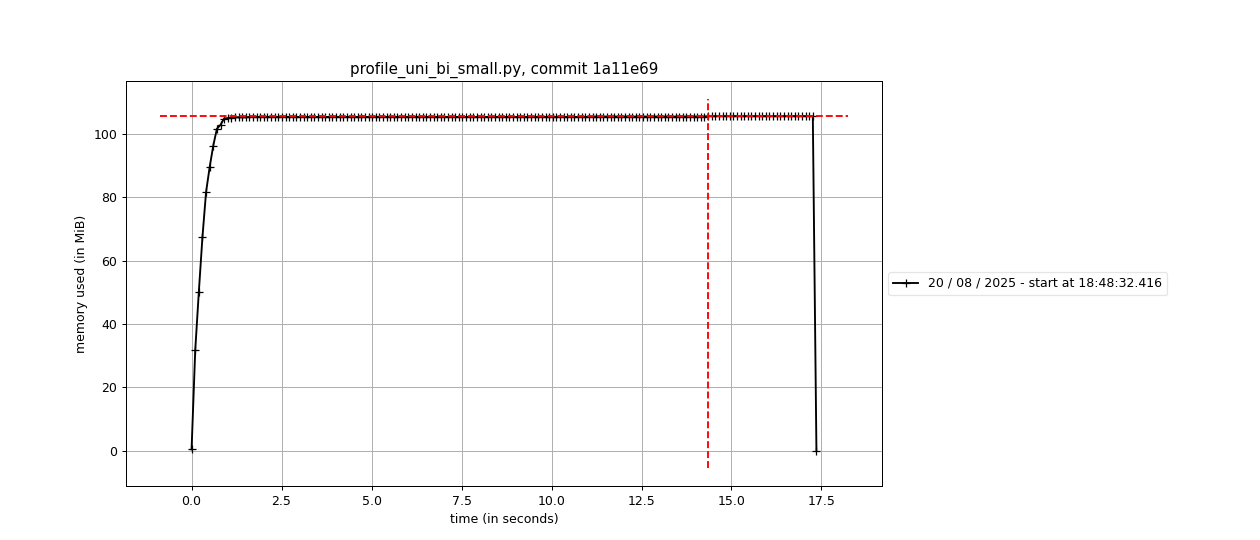 profile_uni_bi_small.py, commit 1a11e69
memory used (in MiB)
100
80
60
40
20
0
0.0 2.5 5.0 7.5 10.0 12.5 15.0 17.5
time (in seconds)
20 / 08 / 2025 - start at 18:48:32.416